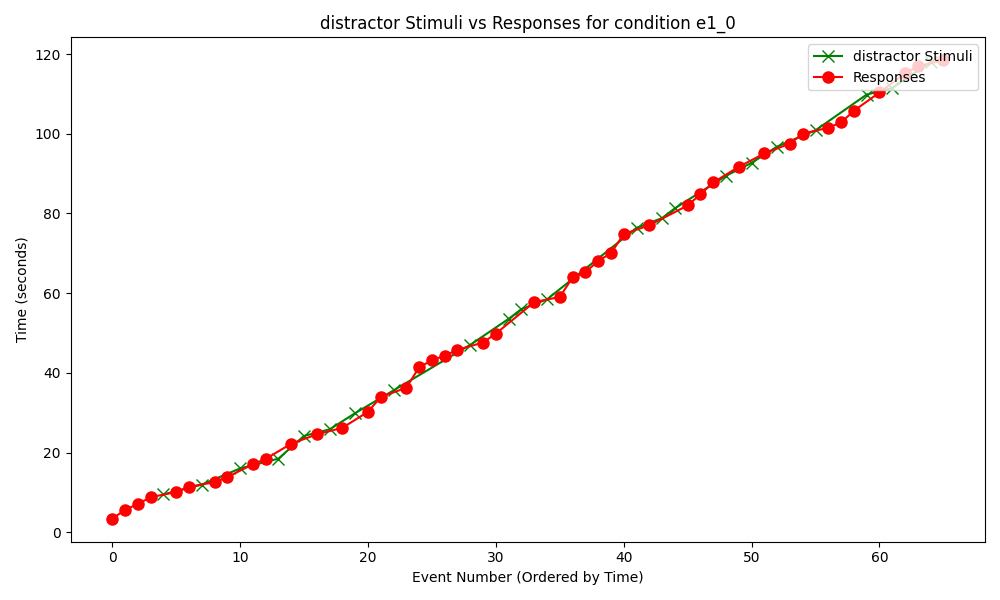 distractor Stimuli vs Responses for condition e1_0
distractor Stimuli
Responses
120
100
80
60
40
20
0
Time (seconds)
0 10 20 30 40 50 60
Event Number (Ordered by Time)